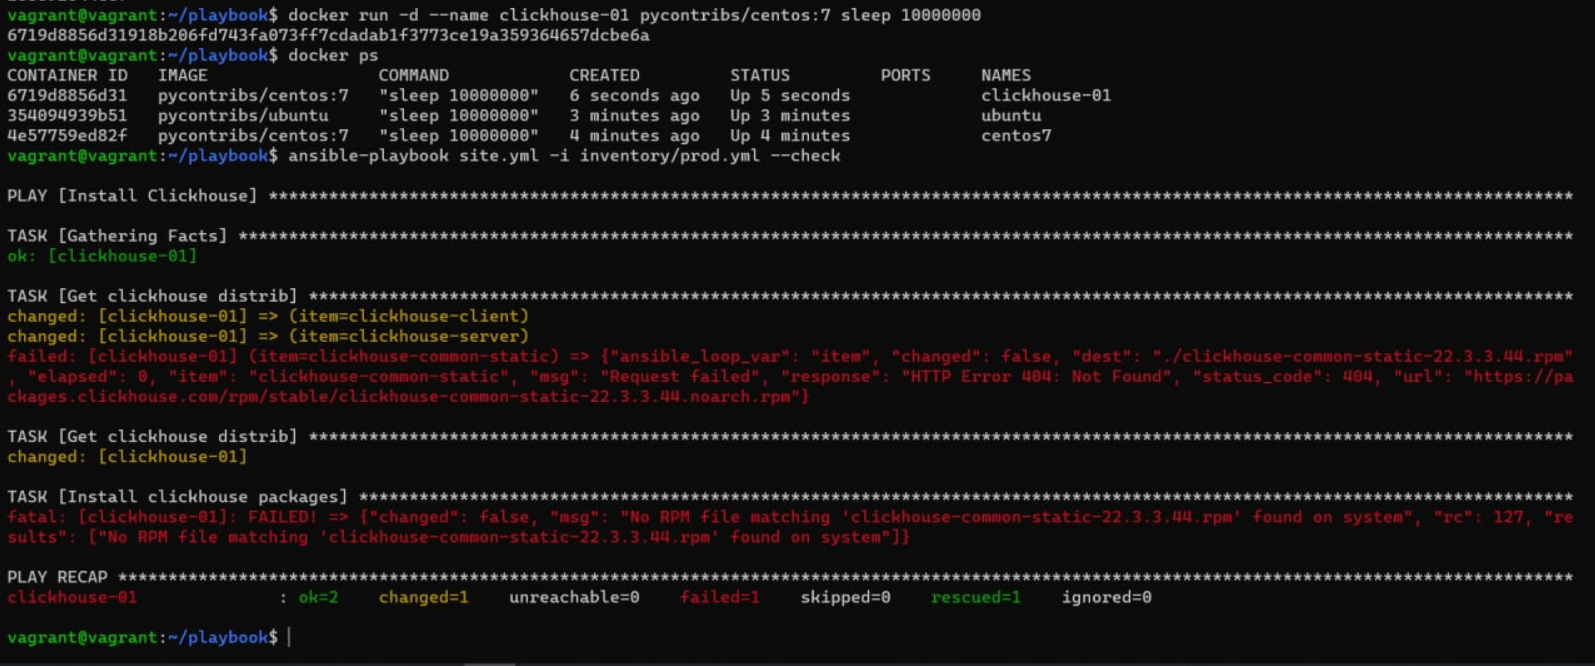 vagrant@vagrant:~/playbook$ docker run -d --name clickhouse-01 pycontribs/centos:7 sleep 10000000
6719d8856d31918b206fd743fa073ff7cdadab1f3773ce19a359364657dcbe6a
vagrant@vagrant:~/playbook$ docker ps
CONTAINER ID   IMAGE                 COMMAND            CREATED         STATUS         PORTS     NAMES
6719d8856d31   pycontribs/centos:7   "sleep 10000000"   6 seconds ago   Up 5 seconds             clickhouse-01
354094939b51   pycontribs/ubuntu     "sleep 10000000"   3 minutes ago   Up 3 minutes             ubuntu
4e57759ed82f   pycontribs/centos:7   "sleep 10000000"   4 minutes ago   Up 4 minutes             centos7
vagrant@vagrant:~/playbook$ ansible-playbook site.yml -i inventory/prod.yml --check
PLAY [Install Clickhouse] **********************************************************************************************************************************
TASK [Gathering Facts] *************************************************************************************************************************************
ok: [clickhouse-01]
TASK [Get clickhouse distrib] ******************************************************************************************************************************
changed: [clickhouse-01] => (item=clickhouse-client)
changed: [clickhouse-01] => (item=clickhouse-server)
failed: [clickhouse-01] (item=clickhouse-common-static) => {"ansible_loop_var": "item", "changed": false, "dest": "./clickhouse-common-static-22.3.3.44.rpm"
, "elapsed": 0, "item": "clickhouse-common-static", "msg": "Request failed", "response": "HTTP Error 404: Not Found", "status_code": 404, "url": "https://pa
ckages.clickhouse.com/rpm/stable/clickhouse-common-static-22.3.3.44.noarch.rpm"}
TASK [Get clickhouse distrib] ******************************************************************************************************************************
changed: [clickhouse-01]
TASK [Install clickhouse packages] *************************************************************************************************************************
fatal: [clickhouse-01]: FAILED! => {"changed": false, "msg": "No RPM file matching 'clickhouse-common-static-22.3.3.44.rpm' found on system", "rc": 127, "re
sults": ["No RPM file matching 'clickhouse-common-static-22.3.3.44.rpm' found on system"]}
PLAY RECAP *************************************************************************************************************************************************
clickhouse-01              : ok=2    changed=1    unreachable=0    failed=1    skipped=0    rescued=1    ignored=0
vagrant@vagrant:~/playbook$